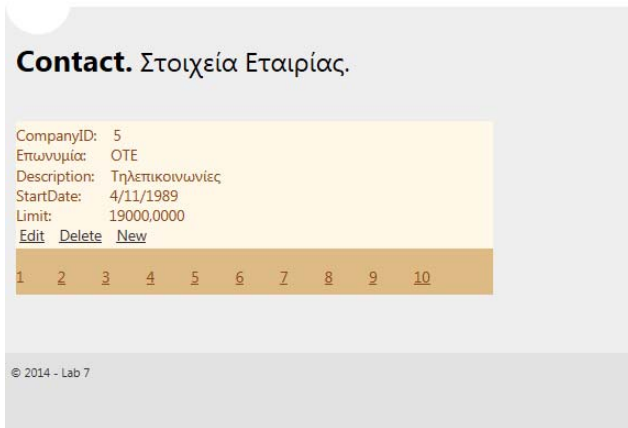 Contact. Στοιχεία Εταιρίας.
CompanyID: 5
Επωνυμία: ΟΤΕ
Description: Τηλεπικοινωνίες
StartDate: 4/11/1989
Limit: 19000,0000
Edit Delete New
1 2 3 4 5 6 7 8 9 10
© 2014 - Lab 7